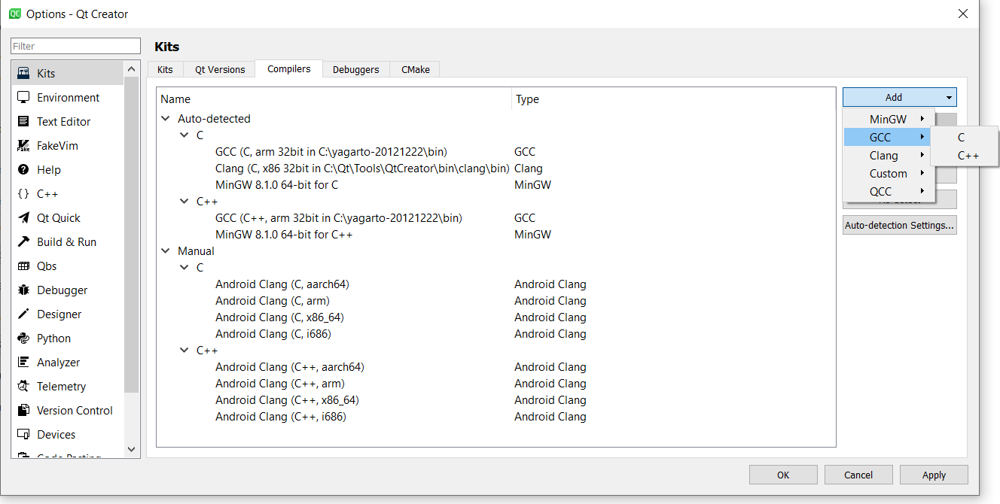 Options - Qt Creator
Filter
Kits
Environment
Text Editor
FakeVim
Help
C++
Qt Quick
Build & Run
Qbs
Debugger
Designer
Python
Analyzer
Telemetry
Version Control
Devices
Code Pasting
Kits
Kits Qt Versions Compilers Debuggers CMake
Name Type
Auto-detected
C
GCC (C, arm 32bit in C:\yagarto-20121222\bin) GCC
Clang (C, x86 32bit in C:\Qt\Tools\QtCreator\bin\clang\bin) Clang
MinGW 8.1.0 64-bit for C MinGW
C++
GCC (C++, arm 32bit in C:\yagarto-20121222\bin) GCC
MinGW 8.1.0 64-bit for C++ MinGW
Manual
C
Android Clang (C, aarch64) Android Clang
Android Clang (C, arm) Android Clang
Android Clang (C, x86_64) Android Clang
Android Clang (C, i686) Android Clang
C++
Android Clang (C++, aarch64) Android Clang
Android Clang (C++, arm) Android Clang
Android Clang (C++, x86_64) Android Clang
Android Clang (C++, i686) Android Clang
Add
MinGW
GCC
Clang
Custom
QCC
C
C++
Auto-detection Settings...
OK Cancel Apply